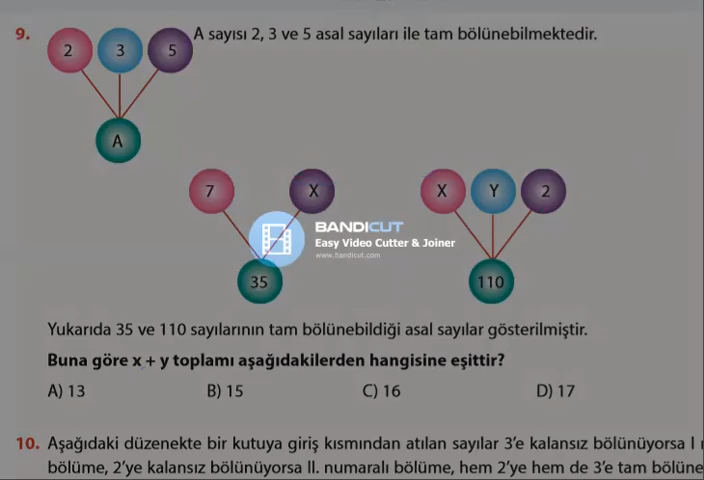 9. A sayısı 2, 3 ve 5 asal sayıları ile tam bölünebilmektedir.
2 3 5
A
7 X X Y 2
BANDICUT
Easy Video Cutter & Joiner
www.bandicut.com
35 110
Yukarıda 35 ve 110 sayılarının tam bölünebildiği asal sayılar gösterilmiştir.
Buna göre x + y toplamı aşağıdakilerden hangisine eşittir?
A) 13 B) 15 C) 16 D) 17
10. Aşağıdaki düzenekte bir kutuya giriş kısmından atılan sayılar 3'e kalansız bölünüyorsa I
bölüme, 2'ye kalansız bölünüyorsa II. numaralı bölüme, hem 2'ye hem de 3'e tam bölüne